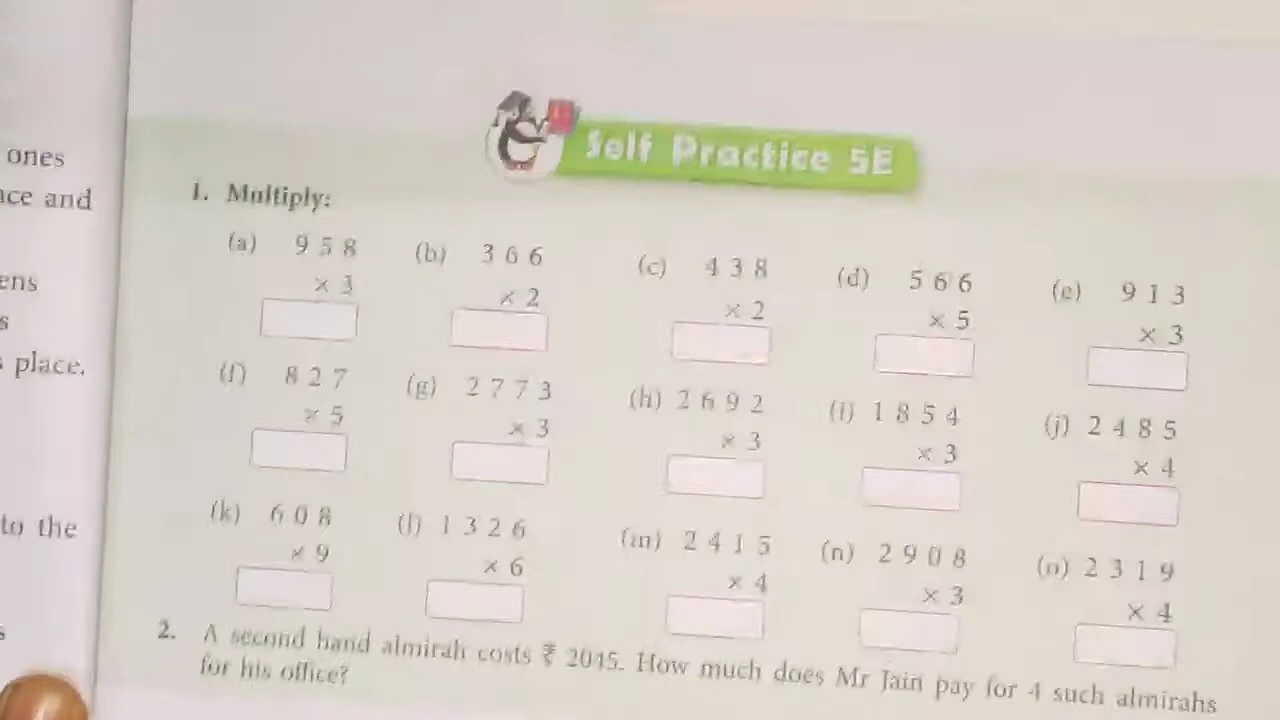 ones
ace and
ens
s
place.
to the
s
Self Practice 5E
1. Multiply:
(a) 9 5 8 (b) 3 6 6 (c) 4 3 8 (d) 5 6 6 (e) 9 1 3
× 3 × 2 × 2 × 5 × 3
(f) 8 2 7 (g) 2 7 7 3 (h) 2 6 9 2 (i) 1 8 5 4 (j) 2 4 8 5
× 5 × 3 × 3 × 3 × 4
(k) 6 0 8 (l) 1 3 2 6 (m) 2 4 1 5 (n) 2 9 0 8 (o) 2 3 1 9
× 9 × 6 × 4 × 3 × 4
2. A second hand almirah costs ₹ 2045. How much does Mr Jain pay for 4 such almirahs
for his office?